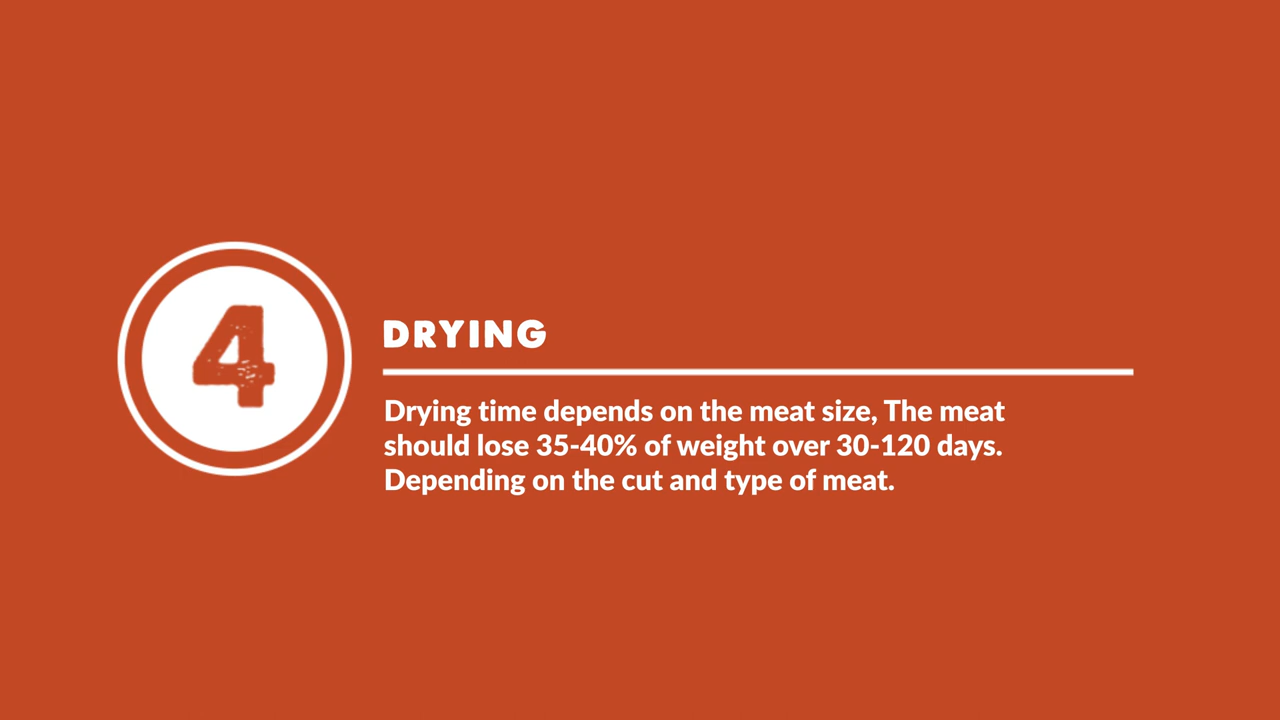 4
DRYING
Drying time depends on the meat size, The meat
should lose 35-40% of weight over 30-120 days.
Depending on the cut and type of meat.